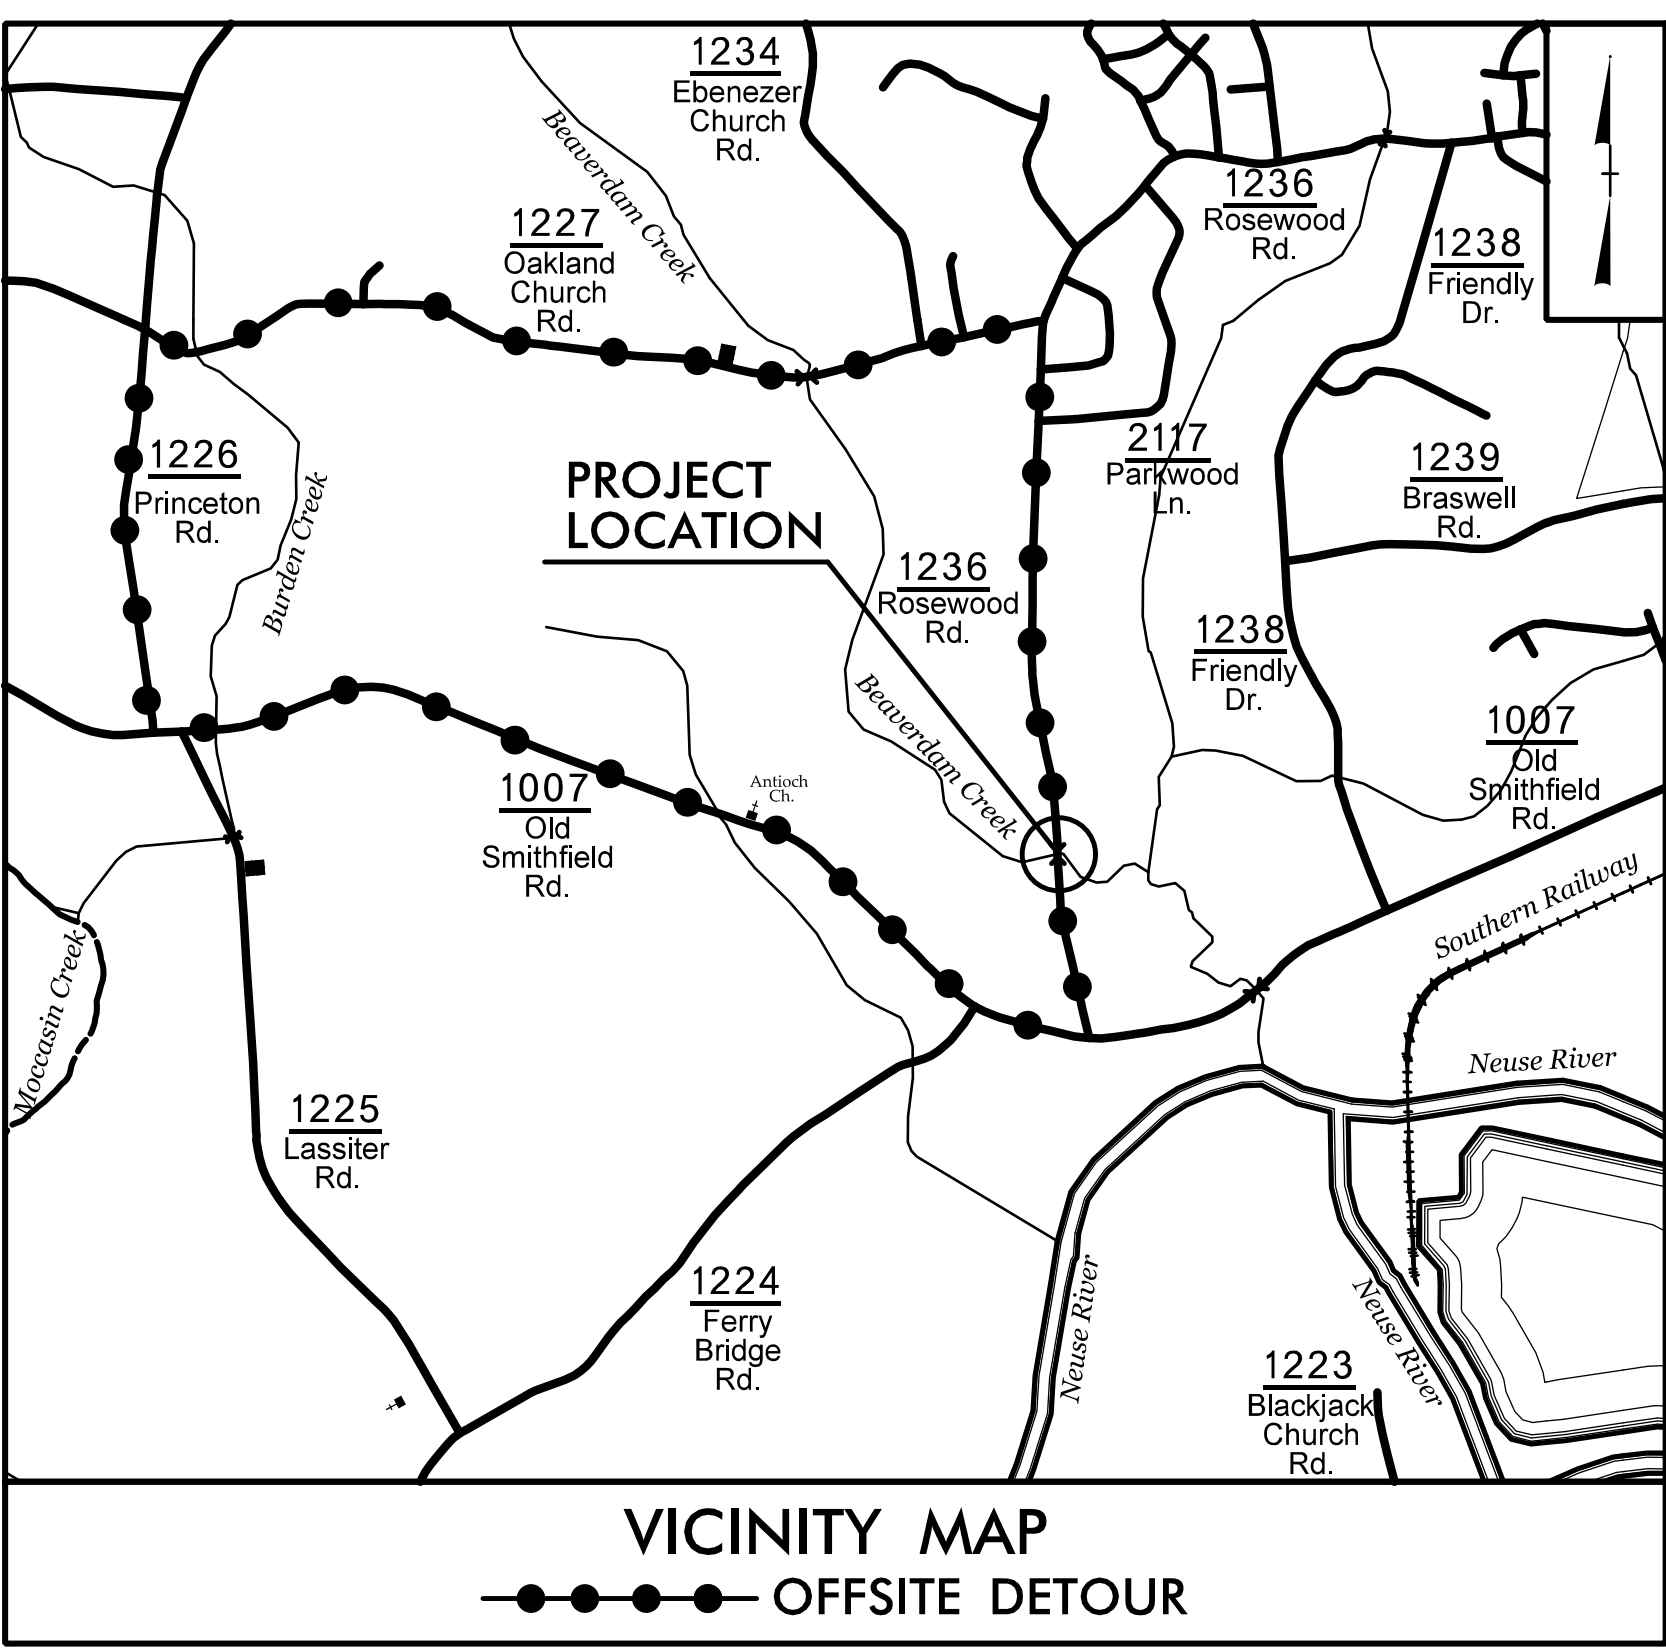 1234
Ebenezer
Church
Rd.
Beaverdam Creek
1227
Oakland
Church
Rd.
1236
Rosewood
Rd.
1238
Friendly
Dr.
1226
Princeton
Rd.
Burden Creek
PROJECT
LOCATION
2117
Parkwood
Ln.
1239
Braswell
Rd.
1236
Rosewood
Rd.
1238
Friendly
Dr.
Beaverdam Creek
1007
Old
Smithfield
Rd.
1007
Old
Smithfield
Rd.
Antioch
Ch.
Southern Railway
Moccasin Creek
Neuse River
1225
Lassiter
Rd.
1224
Ferry
Bridge
Rd.
Neuse River
Neuse River
1223
Blackjack
Church
Rd.
VICINITY MAP
OFFSITE DETOUR